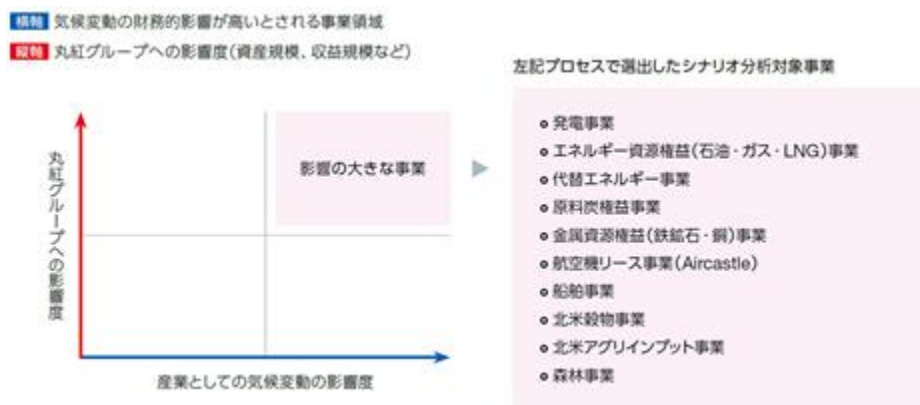 横軸 気候変動の財務的影響が高いとされる事業領域
縦軸 丸紅グループへの影響度(資産規模、収益規模など)
左記プロセスで選出したシナリオ分析対象事業
丸紅グループへの影響度
影響の大きな事業
産業としての気候変動の影響度
発電事業
エネルギー資源権益(石油・ガス・LNG)事業
代替エネルギー事業
原料炭権益事業
金属資源権益(鉄鉱石・銅)事業
航空機リース事業(Aircastle)
船舶事業
北米穀物事業
北米アグリインプット事業
森林事業